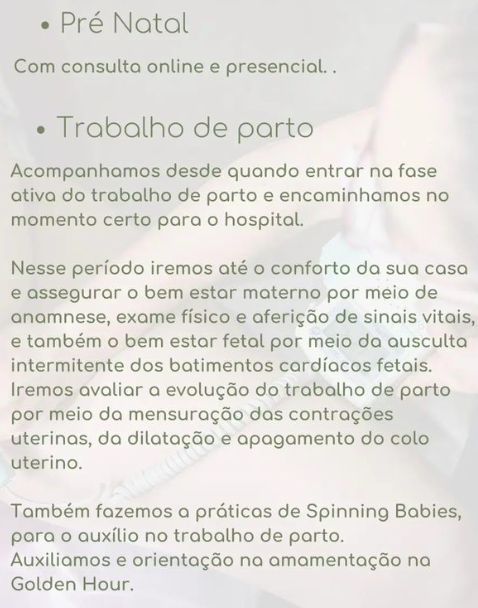 • Pré Natal
Com consulta online e presencial. .
• Trabalho de parto
Acompanhamos desde quando entrar na fase
ativa do trabalho de parto e encaminhamos no
momento certo para o hospital.
Nesse período iremos até o conforto da sua casa
e assegurar o bem estar materno por meio de
anamnese, exame físico e aferição de sinais vitais,
e também o bem estar fetal por meio da ausculta
intermitente dos batimentos cardíacos fetais.
Iremos avaliar a evolução do trabalho de parto
por meio da mensuração das contrações
uterinas, da dilatação e apagamento do colo
uterino.
Também fazemos a práticas de Spinning Babies,
para o auxílio no trabalho de parto.
Auxiliamos e orientação na amamentação na
Golden Hour.